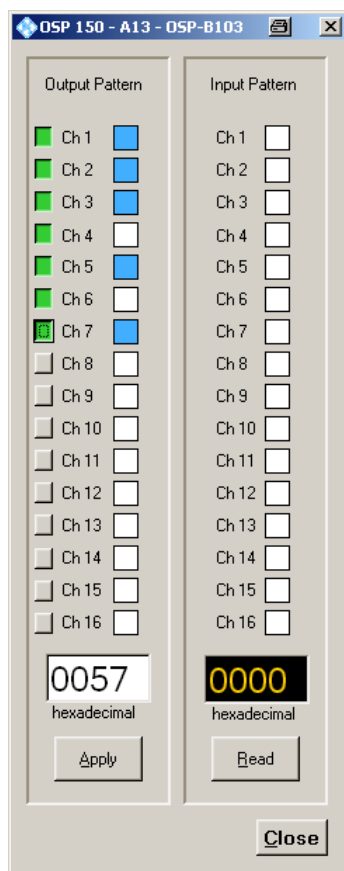 OSP 150 - A13 - OSP-B103
Output Pattern
Ch 1
Ch 2
Ch 3
Ch 4
Ch 5
Ch 6
Ch 7
Ch 8
Ch 9
Ch 10
Ch 11
Ch 12
Ch 13
Ch 14
Ch 15
Ch 16
0057
hexadecimal
Apply
Input Pattern
Ch 1
Ch 2
Ch 3
Ch 4
Ch 5
Ch 6
Ch 7
Ch 8
Ch 9
Ch 10
Ch 11
Ch 12
Ch 13
Ch 14
Ch 15
Ch 16
0000
hexadecimal
Read
Close